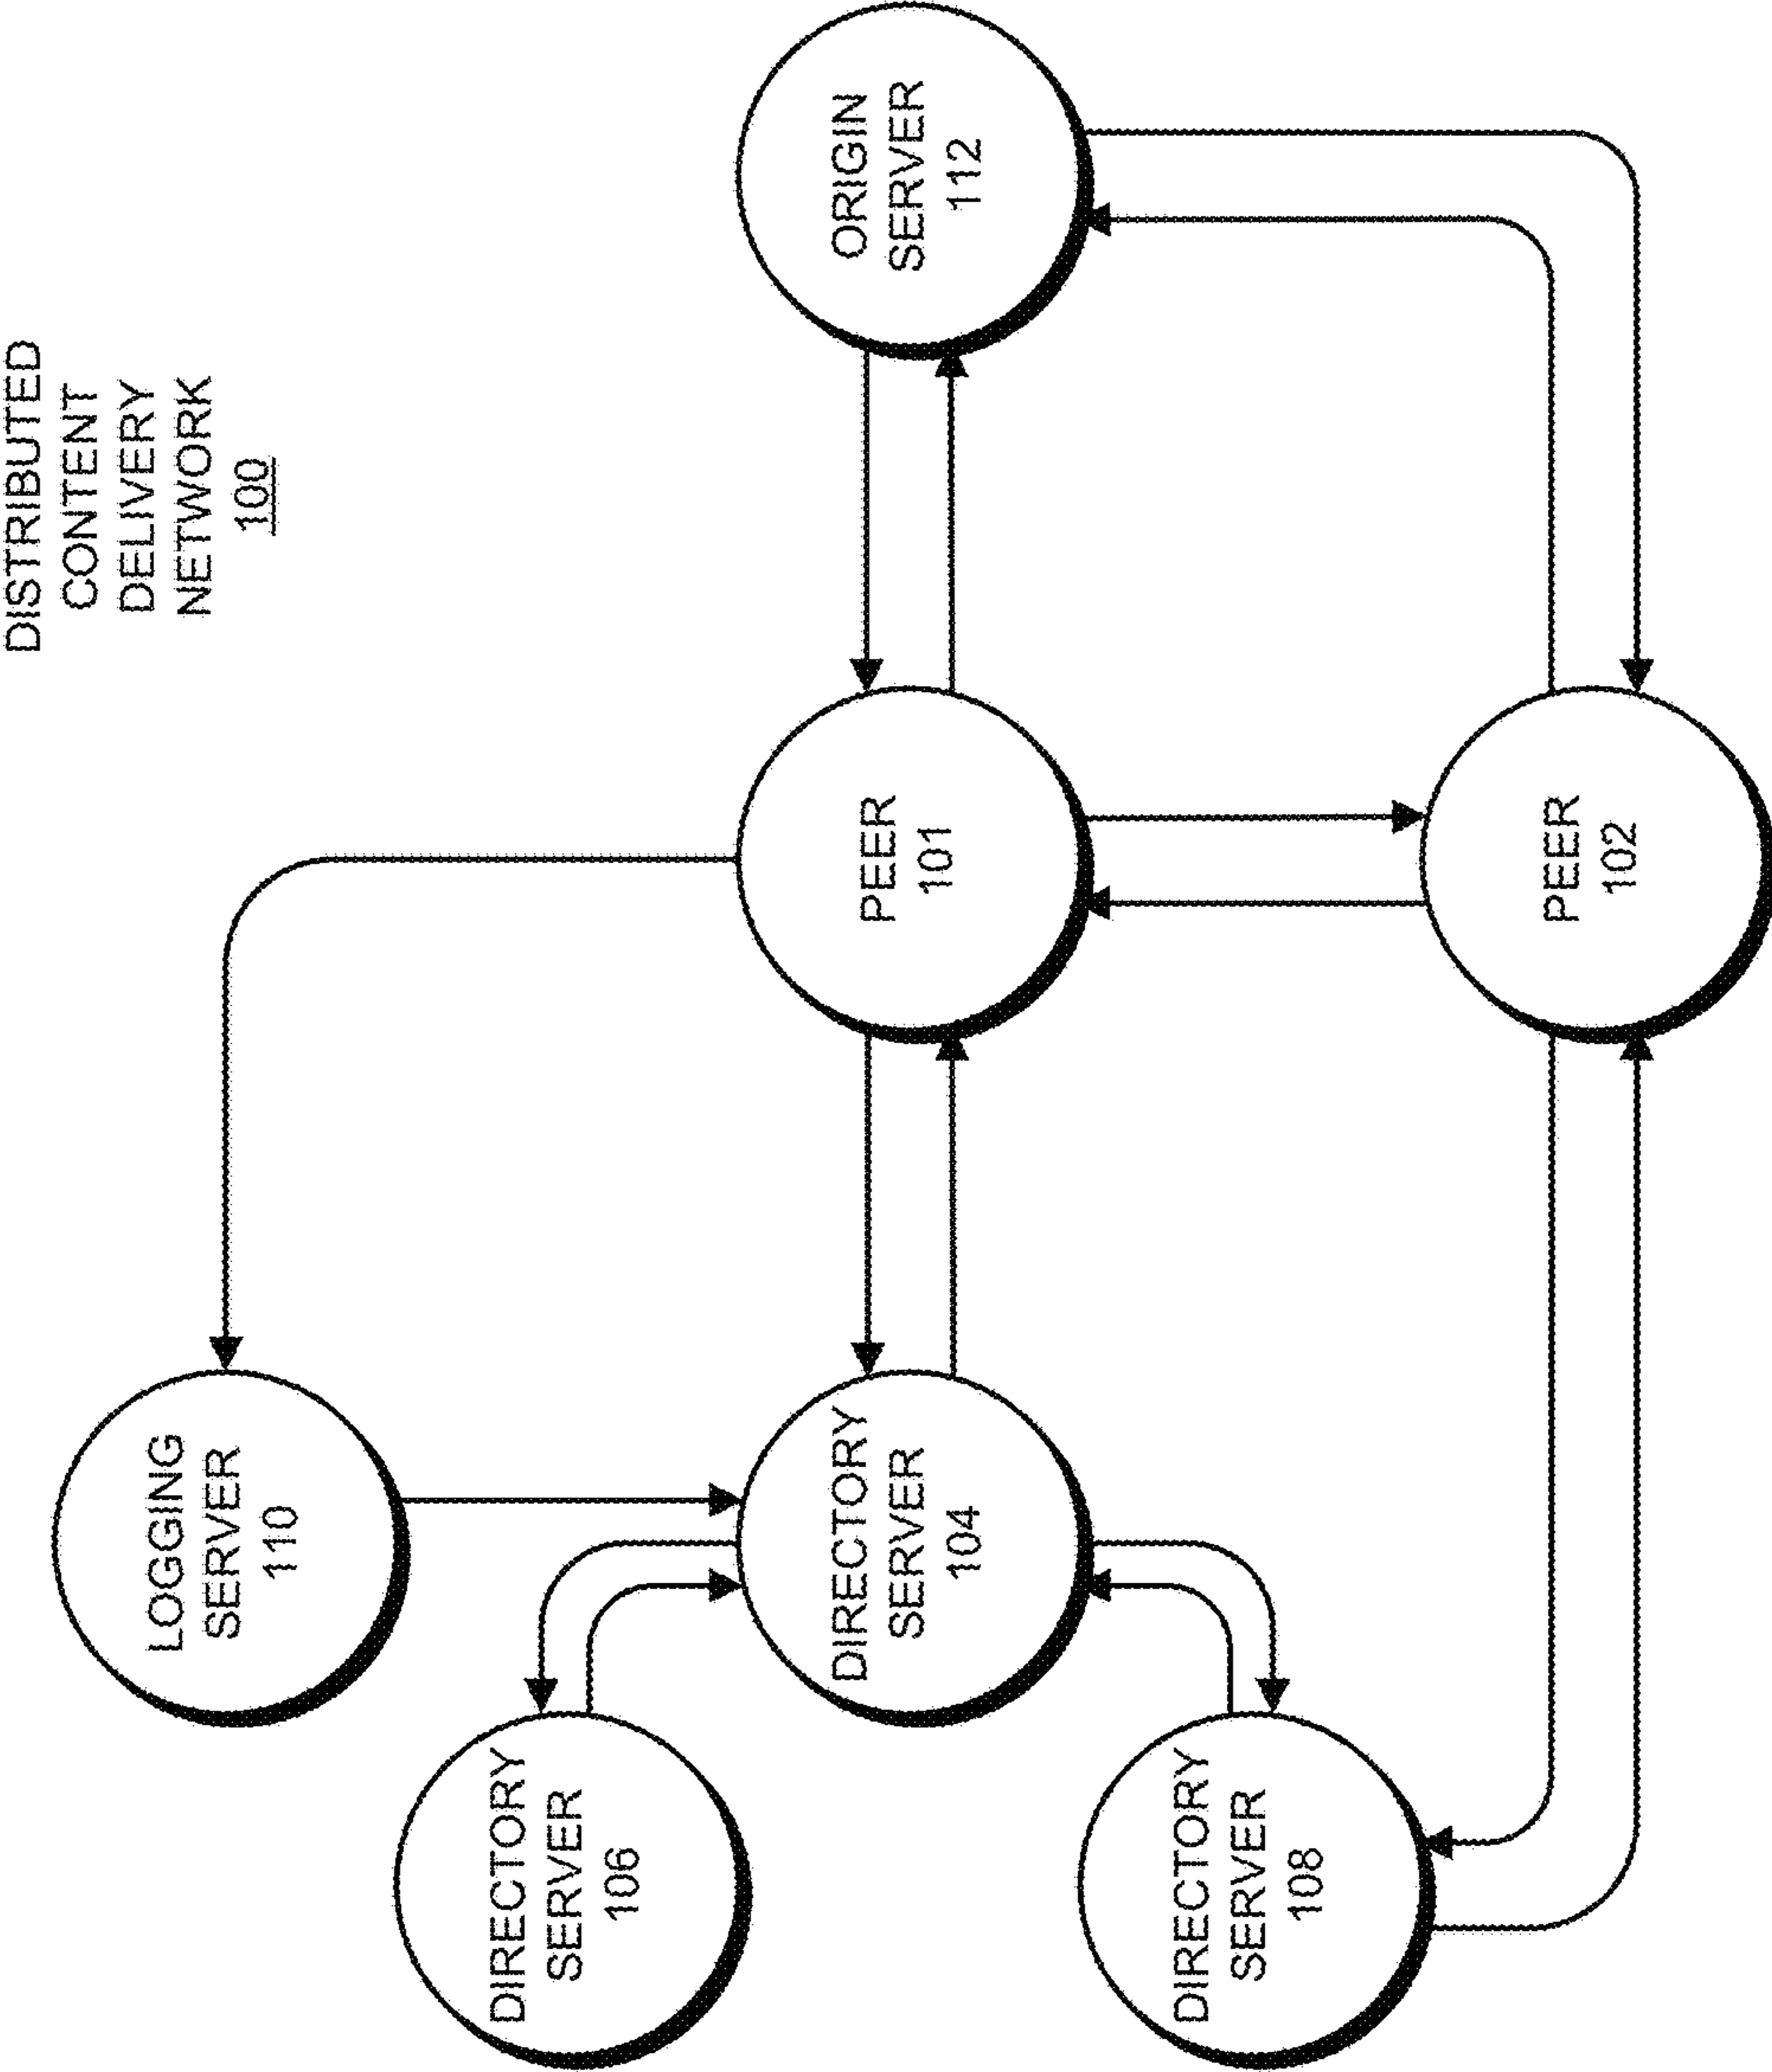 DISTRIBUTED
CONTENT
DELIVERY
NETWORK
100
LOGGING
SERVER
110
DIRECTORY
SERVER
106
DIRECTORY
SERVER
104
PEER
101
ORIGIN
SERVER
112
DIRECTORY
SERVER
108
PEER
102